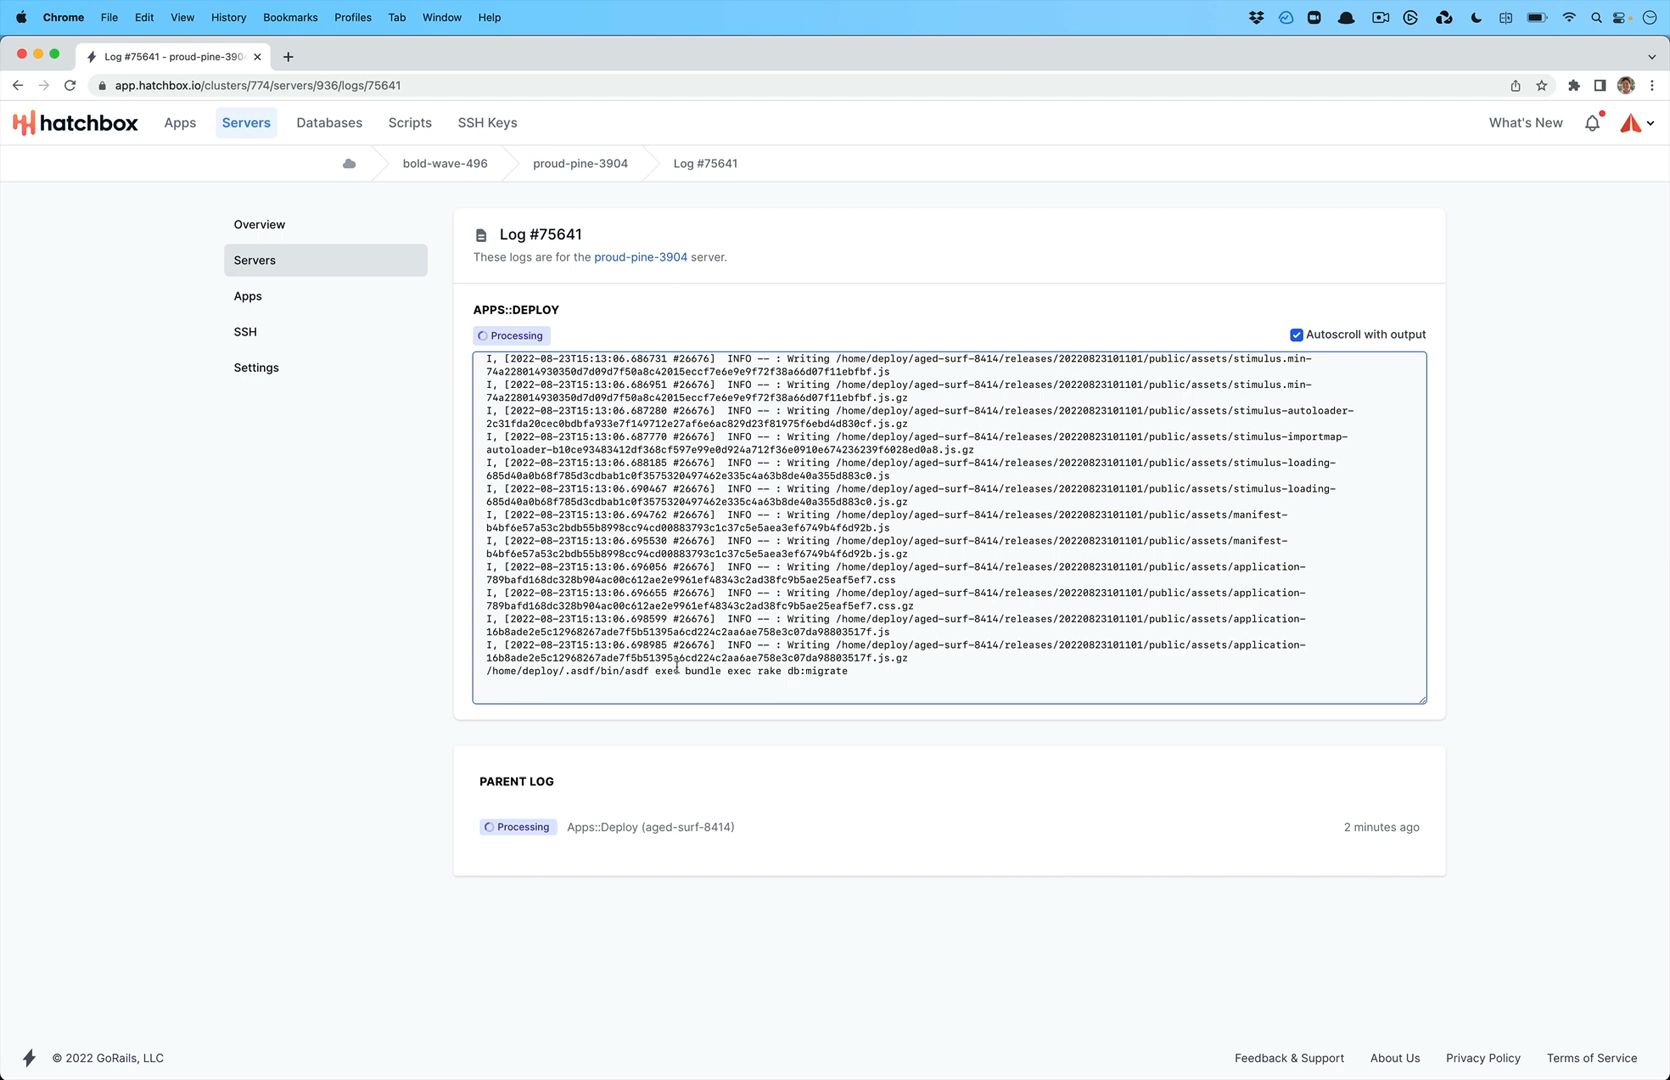 Chrome File Edit View History Bookmarks Profiles Tab Window Help
Log #75641 - proud-pine-390
app.hatchbox.io/clusters/774/servers/936/logs/75641
hatchbox Apps Servers Databases Scripts SSH Keys What's New
bold-wave-496 proud-pine-3904 Log #75641
Overview
Servers
Apps
SSH
Settings
Log #75641
These logs are for the proud-pine-3904 server.
APPS::DEPLOY
Processing Autoscroll with output
I, [2022-08-23T15:13:06.686731 #26676]  INFO -- : Writing /home/deploy/aged-surf-8414/releases/20220823101101/public/assets/stimulus.min-
74a228014930350d7d09d7f50a8c42015eccf7e6e9e9f72f38a66d07f11ebfbf.js
I, [2022-08-23T15:13:06.686951 #26676]  INFO -- : Writing /home/deploy/aged-surf-8414/releases/20220823101101/public/assets/stimulus.min-
74a228014930350d7d09d7f50a8c42015eccf7e6e9e9f72f38a66d07f11ebfbf.js.gz
I, [2022-08-23T15:13:06.687280 #26676]  INFO -- : Writing /home/deploy/aged-surf-8414/releases/20220823101101/public/assets/stimulus-autoloader-
2c31fda20cec0bdbfa933e7f149712e27af6e6ac829d23f81975f6ebd4d830cf.js.gz
I, [2022-08-23T15:13:06.687770 #26676]  INFO -- : Writing /home/deploy/aged-surf-8414/releases/20220823101101/public/assets/stimulus-importmap-
autoloader-b10ce93483412df368cf597e99e0d924a712f36e0910e674236239f6028ed0a8.js.gz
I, [2022-08-23T15:13:06.688185 #26676]  INFO -- : Writing /home/deploy/aged-surf-8414/releases/20220823101101/public/assets/stimulus-loading-
685d40a0b68f785d3cdbab1c0f3575320497462e335c4a63b8de40a355d883c0.js
I, [2022-08-23T15:13:06.690467 #26676]  INFO -- : Writing /home/deploy/aged-surf-8414/releases/20220823101101/public/assets/stimulus-loading-
685d40a0b68f785d3cdbab1c0f3575320497462e335c4a63b8de40a355d883c0.js.gz
I, [2022-08-23T15:13:06.694762 #26676]  INFO -- : Writing /home/deploy/aged-surf-8414/releases/20220823101101/public/assets/manifest-
b4bf6e57a53c2bdb55b8998cc94cd00883793c1c37c5e5aea3ef6749b4f6d92b.js
I, [2022-08-23T15:13:06.695530 #26676]  INFO -- : Writing /home/deploy/aged-surf-8414/releases/20220823101101/public/assets/manifest-
b4bf6e57a53c2bdb55b8998cc94cd00883793c1c37c5e5aea3ef6749b4f6d92b.js.gz
I, [2022-08-23T15:13:06.696056 #26676]  INFO -- : Writing /home/deploy/aged-surf-8414/releases/20220823101101/public/assets/application-
789bafd168dc328b904ac00c612ae2e9961ef48343c2ad38fc9b5ae25eaf5ef7.css
I, [2022-08-23T15:13:06.696655 #26676]  INFO -- : Writing /home/deploy/aged-surf-8414/releases/20220823101101/public/assets/application-
789bafd168dc328b904ac00c612ae2e9961ef48343c2ad38fc9b5ae25eaf5ef7.css.gz
I, [2022-08-23T15:13:06.698599 #26676]  INFO -- : Writing /home/deploy/aged-surf-8414/releases/20220823101101/public/assets/application-
16b8ade2e5c12968267ade7f5b51395a6cd224c2aa6ae758e3c07da98803517f.js
I, [2022-08-23T15:13:06.698985 #26676]  INFO -- : Writing /home/deploy/aged-surf-8414/releases/20220823101101/public/assets/application-
16b8ade2e5c12968267ade7f5b51395a6cd224c2aa6ae758e3c07da98803517f.js.gz
/home/deploy/.asdf/bin/asdf exec bundle exec rake db:migrate
PARENT LOG
Processing Apps::Deploy (aged-surf-8414) 2 minutes ago
© 2022 GoRails, LLC Feedback & Support About Us Privacy Policy Terms of Service